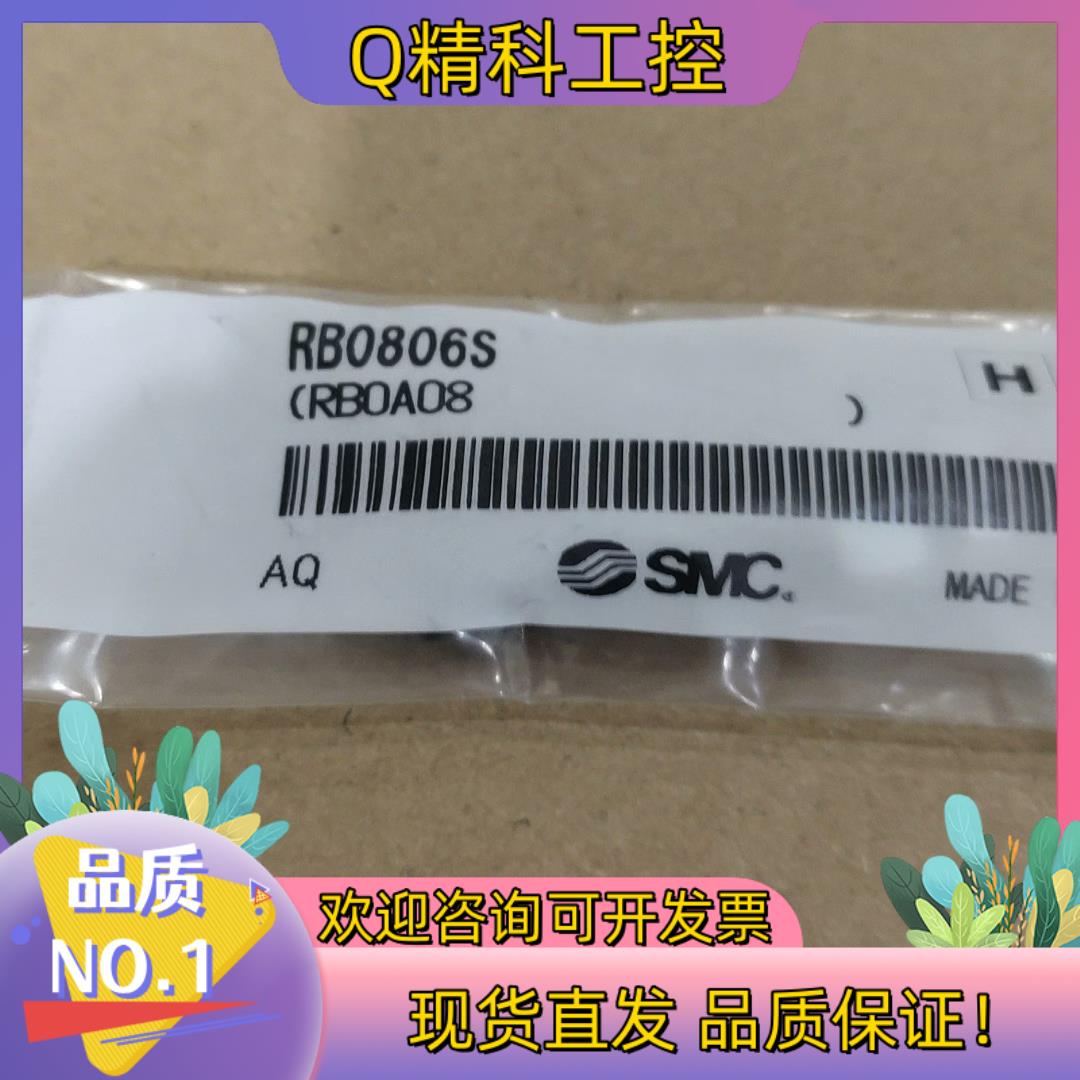 Q精科工控
RB0806S
(RB0A08 )
H
AQ
SMC
MADE
品质
NO.1
欢迎咨询可开发票
现货直发 品质保证!